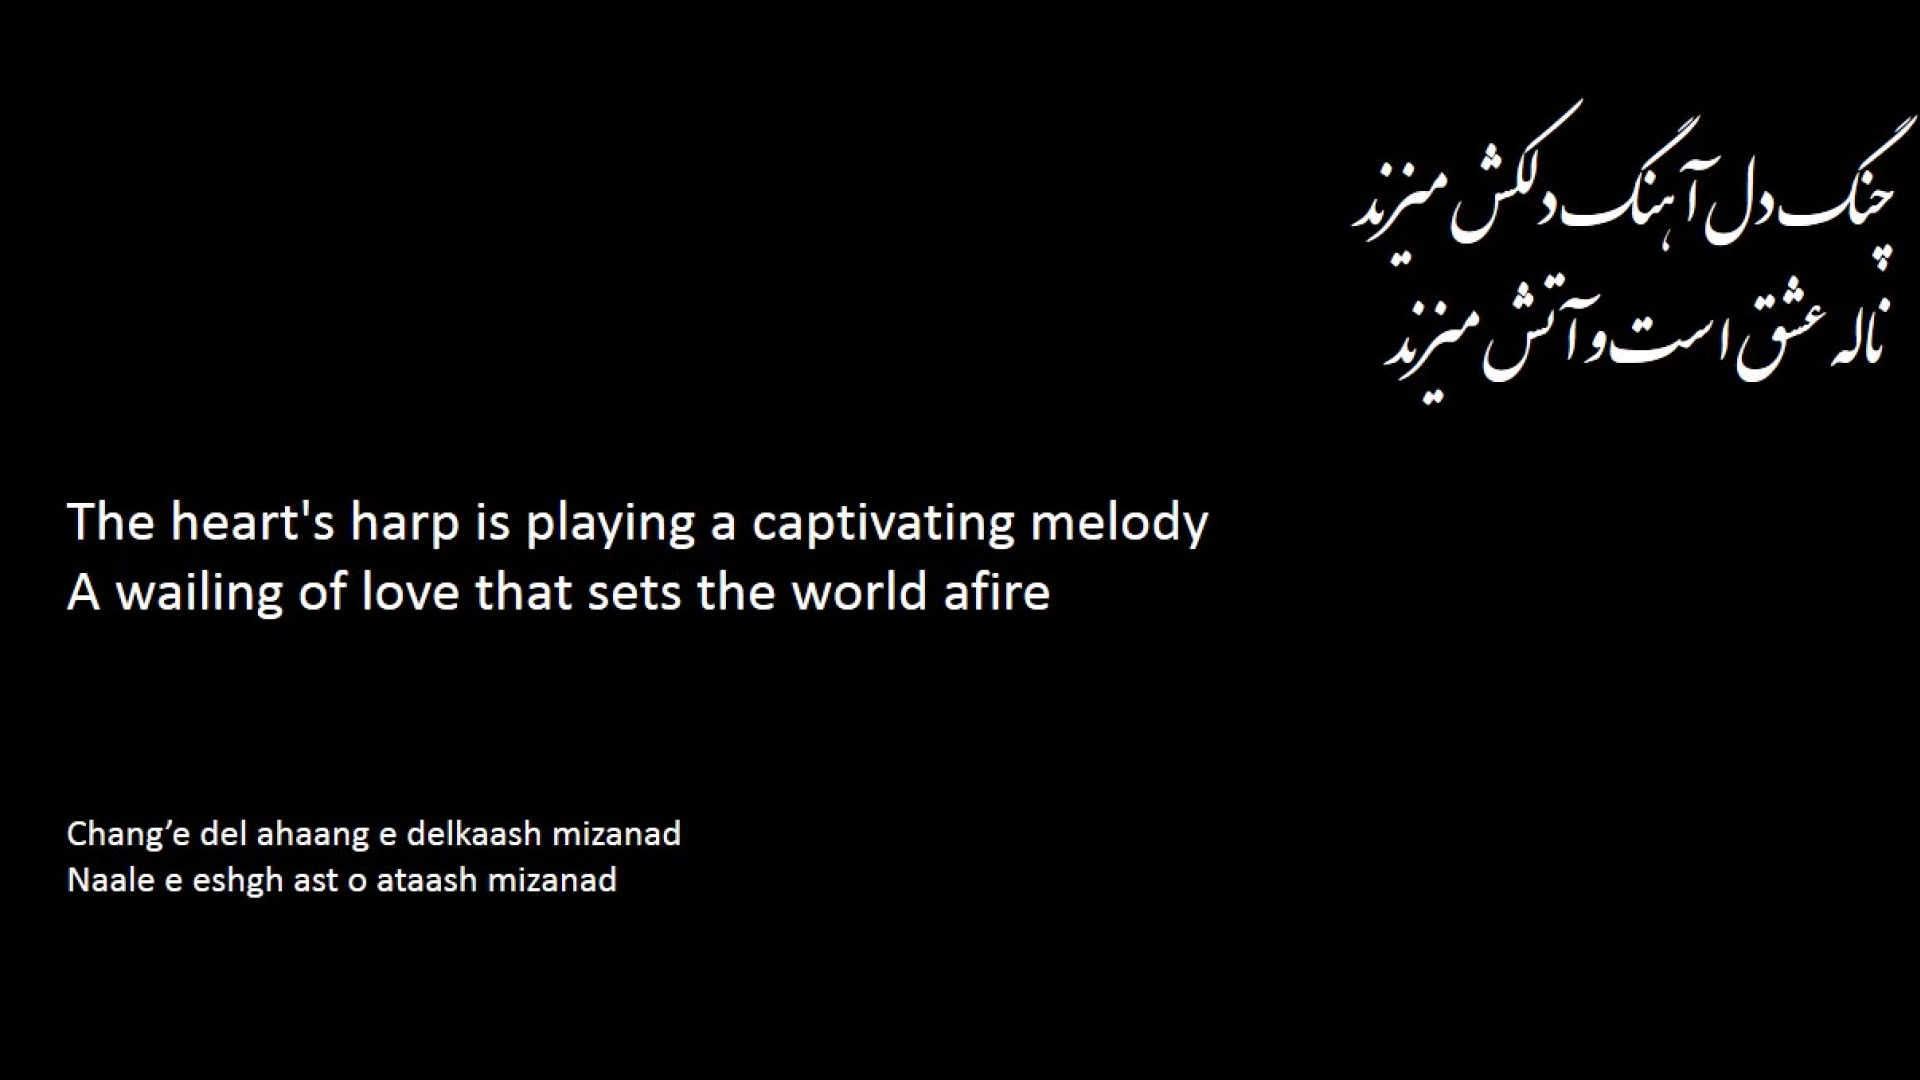 چنگ دل آهنگ دلکش میزند
ناله عشق است و آتش میزند
The heart's harp is playing a captivating melody
A wailing of love that sets the world afire
Chang’e del ahaang e delkaash mizanad
Naale e eshgh ast o ataash mizanad